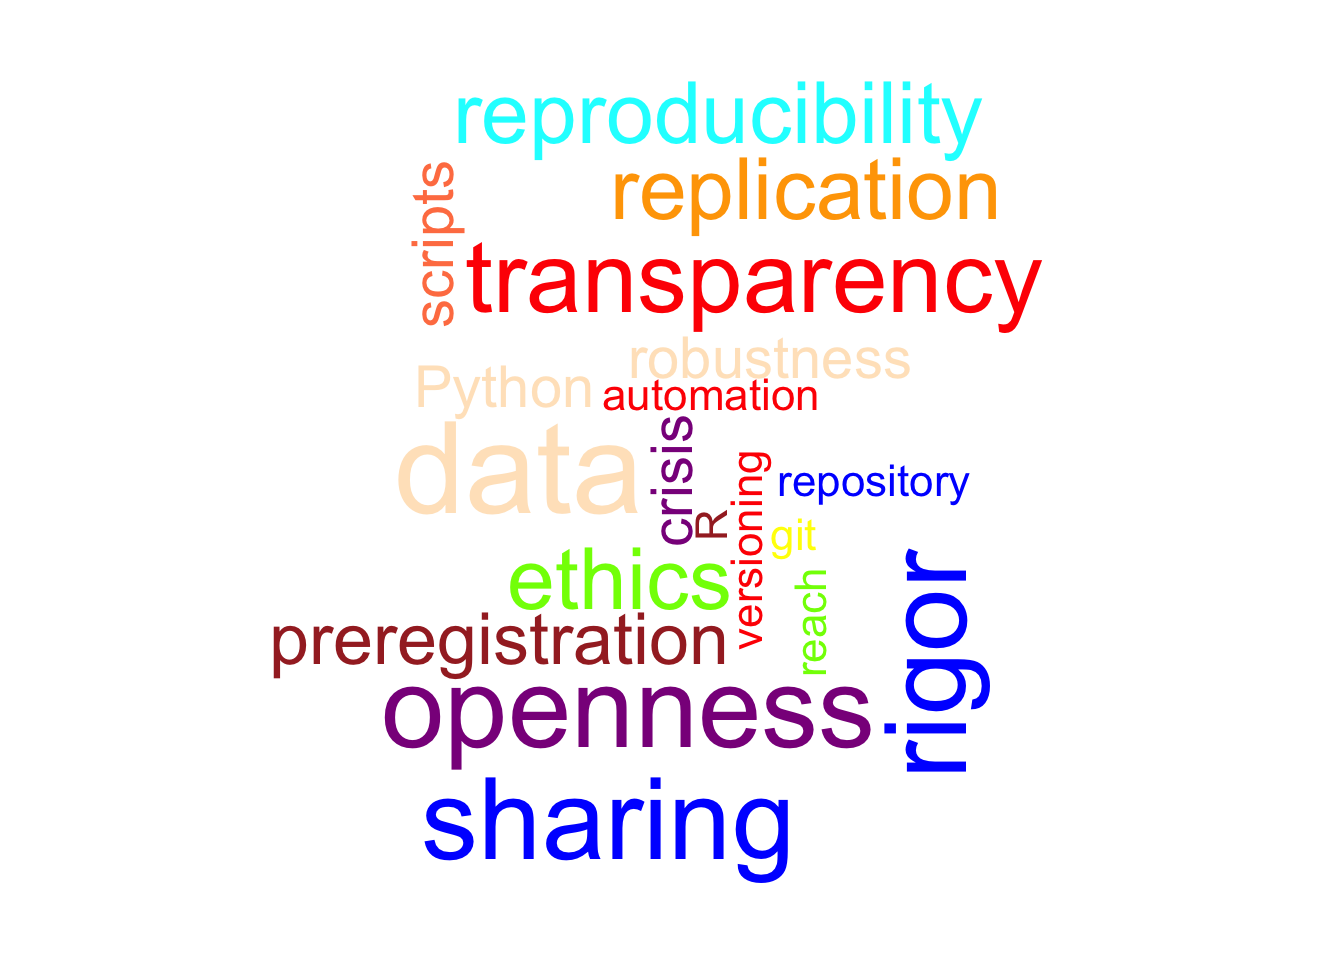 reproducibility
replication
scripts
transparency
robustness
Python
automation
data
crisis
repository
versioning
R
git
ethics
reach
rigor
preregistration
openness
sharing